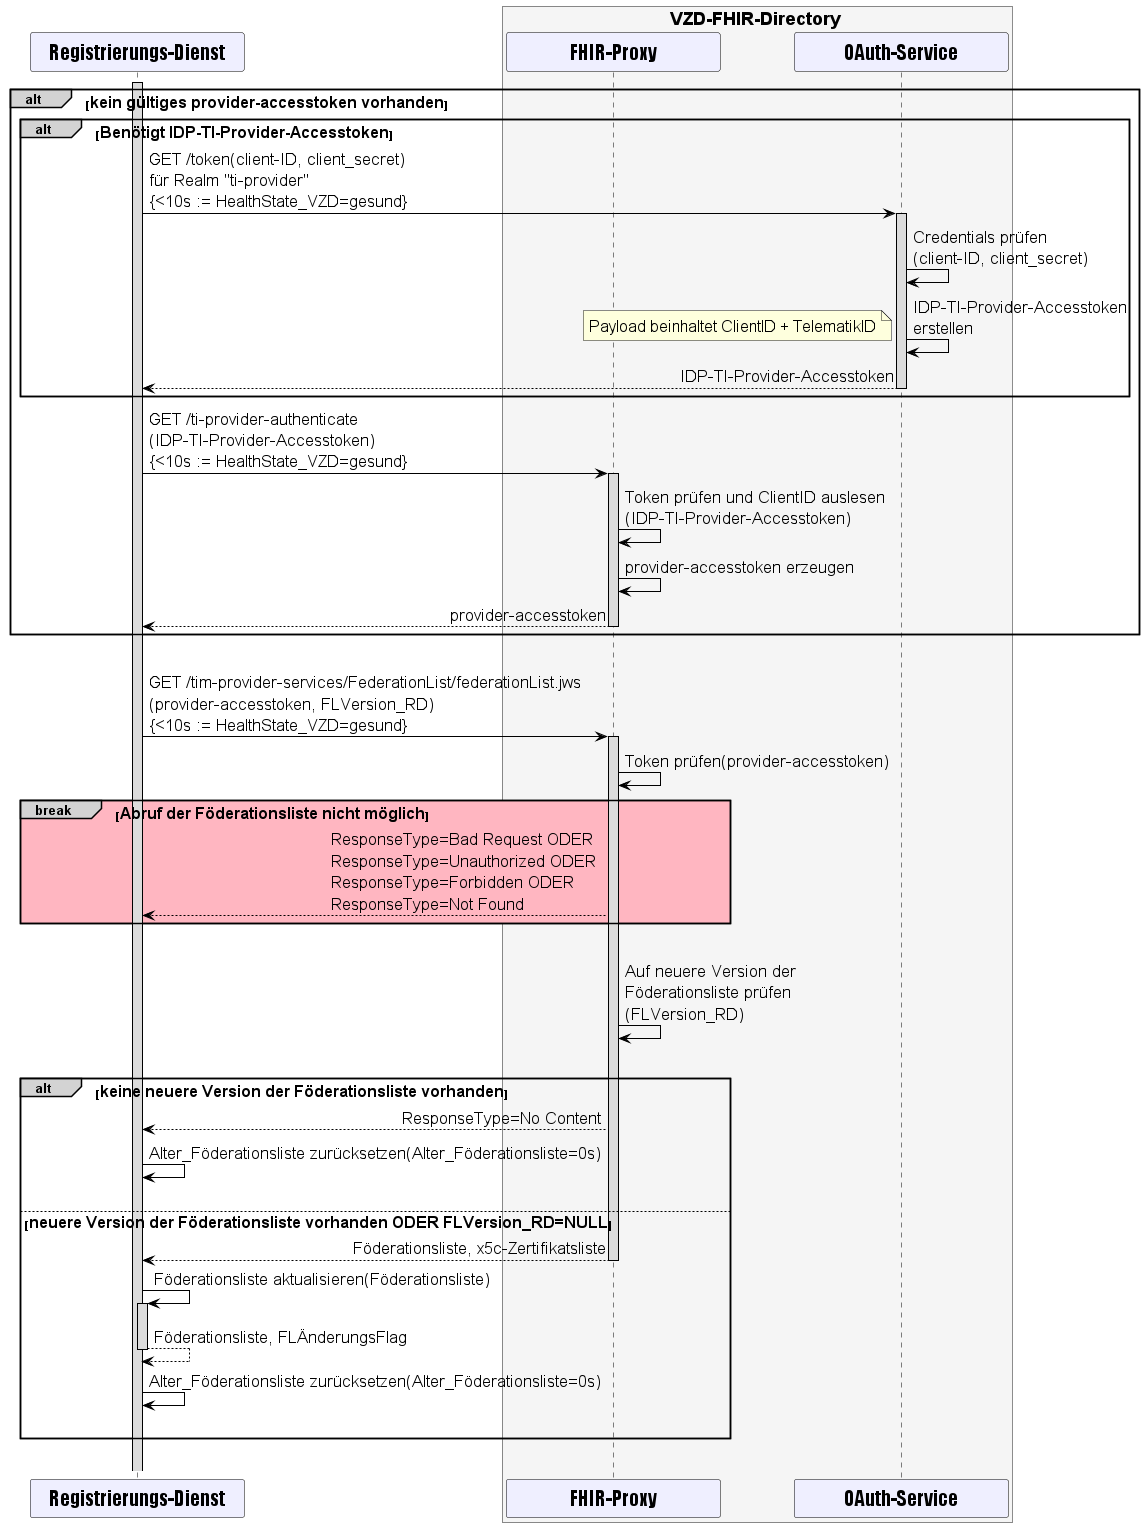 VZD-FHIR-Directory
Registrierungs-Dienst
FHIR-Proxy
OAuth-Service
alt
[kein gültiges provider-accesstoken vorhanden]
alt
[Benötigt IDP-TI-Provider-Accesstoken]
GET /token(client-ID, client_secret)
für Realm "ti-provider"
{<10s := HealthState_VZD=gesund}
Credentials prüfen
(client-ID, client_secret)
IDP-TI-Provider-Accesstoken
erstellen
Payload beinhaltet ClientID + TelematikID
IDP-TI-Provider-Accesstoken
GET /ti-provider-authenticate
(IDP-TI-Provider-Accesstoken)
{<10s := HealthState_VZD=gesund}
Token prüfen und ClientID auslesen
(IDP-TI-Provider-Accesstoken)
provider-accesstoken erzeugen
provider-accesstoken
GET /tim-provider-services/FederationList/federationList.jws
(provider-accesstoken, FLVersion_RD)
{<10s := HealthState_VZD=gesund}
Token prüfen(provider-accesstoken)
break
[Abruf der Föderationsliste nicht möglich]
ResponseType=Bad Request ODER
ResponseType=Unauthorized ODER
ResponseType=Forbidden ODER
ResponseType=Not Found
Auf neuere Version der
Föderationsliste prüfen
(FLVersion_RD)
alt
[keine neuere Version der Föderationsliste vorhanden]
ResponseType=No Content
Alter_Föderationsliste zurücksetzen(Alter_Föderationsliste=0s)
[neuere Version der Föderationsliste vorhanden ODER FLVersion_RD=NULL]
Föderationsliste, x5c-Zertifikatsliste
Föderationsliste aktualisieren(Föderationsliste)
Föderationsliste, FLÄnderungsFlag
Alter_Föderationsliste zurücksetzen(Alter_Föderationsliste=0s)
Registrierungs-Dienst
FHIR-Proxy
OAuth-Service